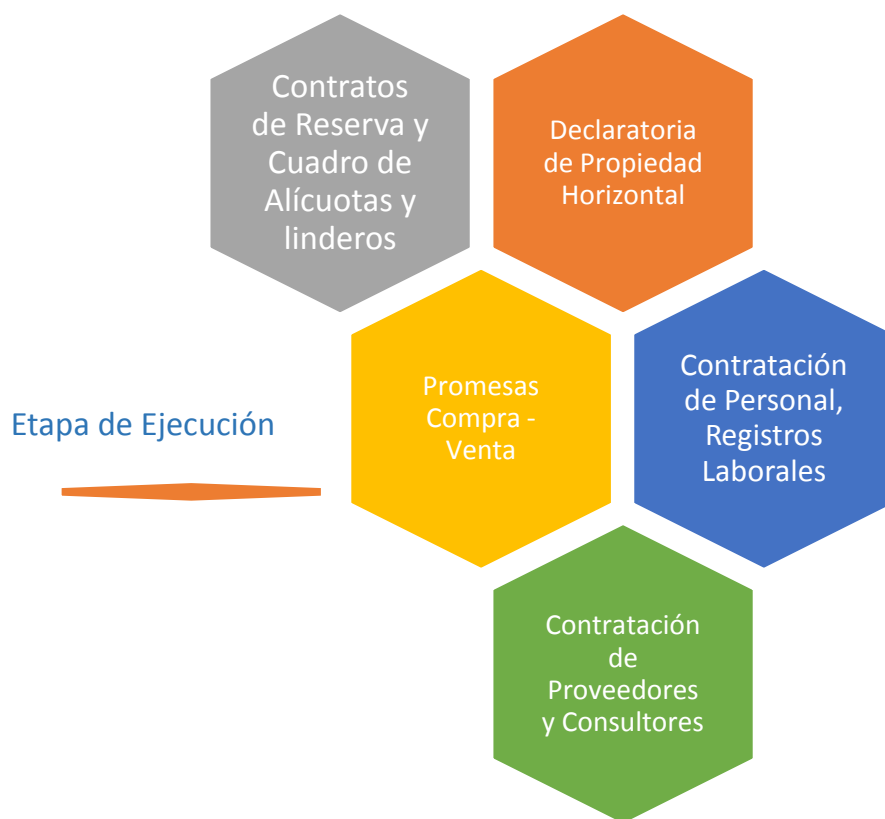 Contratos
de Reserva y
Cuadro de
Alícuotas y
linderos
Declaratoria
de Propiedad
Horizontal
Etapa de Ejecución
Promesas
Compra -
Venta
Contratación
de Personal,
Registros
Laborales
Contratación
de
Proveedores
y Consultores